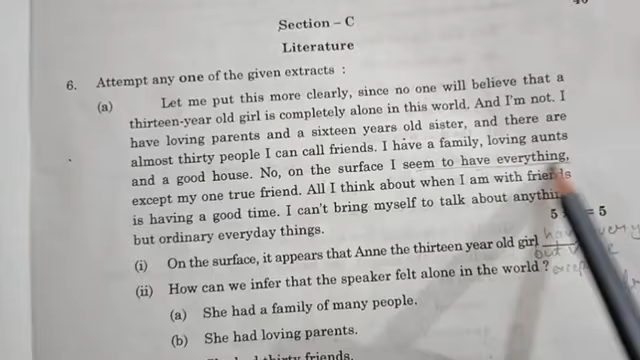 Section – C
Literature
6. Attempt any one of the given extracts :
(a) Let me put this more clearly, since no one will believe that a
thirteen-year old girl is completely alone in this world. And I'm not. I
have loving parents and a sixteen years old sister, and there are
almost thirty people I can call friends. I have a family, loving aunts
and a good house. No, on the surface I seem to have everything,
except my one true friend. All I think about when I am with friends
is having a good time. I can't bring myself to talk about
but ordinary everyday things.
5 = 5
(i) On the surface, it appears that Anne the thirteen year old girl
(ii) How can we infer that the speaker felt alone in the world ?
(a) She had a family of many people.
(b) She had loving parents.
thirty friends.